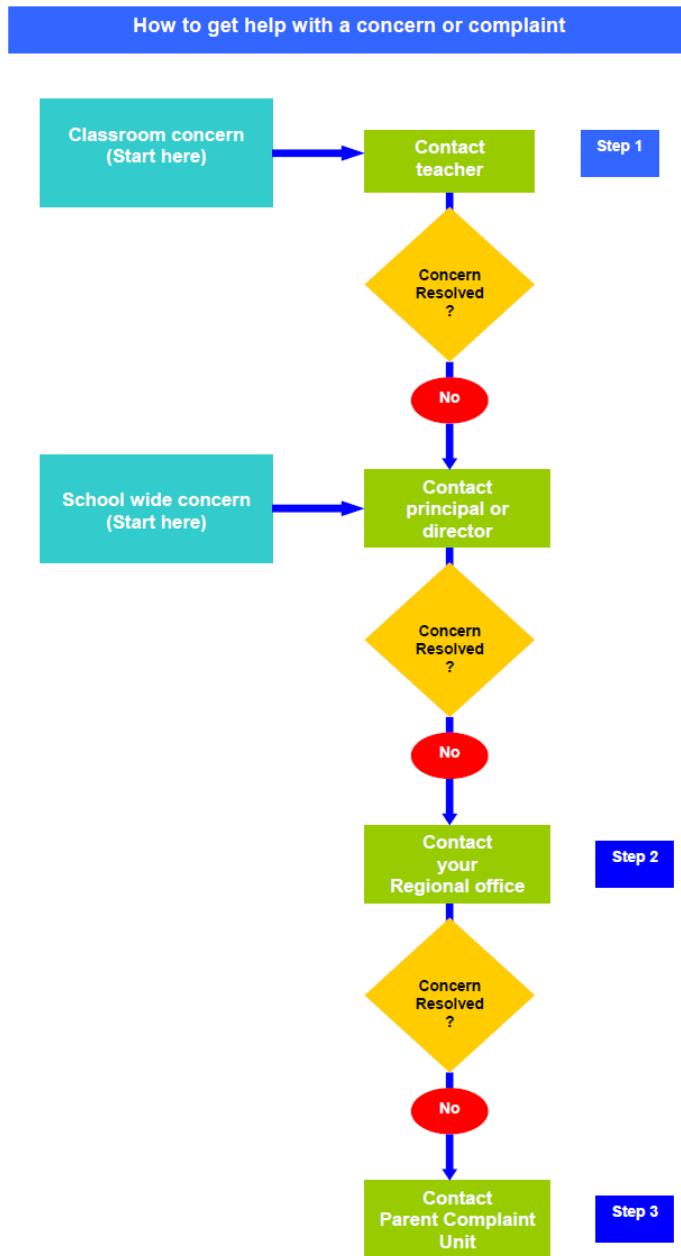 How to get help with a concern or complaint
Classroom concern
(Start here)
Contact
teacher
Step 1
Concern
Resolved
?
No
School wide concern
(Start here)
Contact
principal or
director
Concern
Resolved
?
No
Contact
your
Regional office
Step 2
Concern
Resolved
?
No
Contact
Parent Complaint
Unit
Step 3